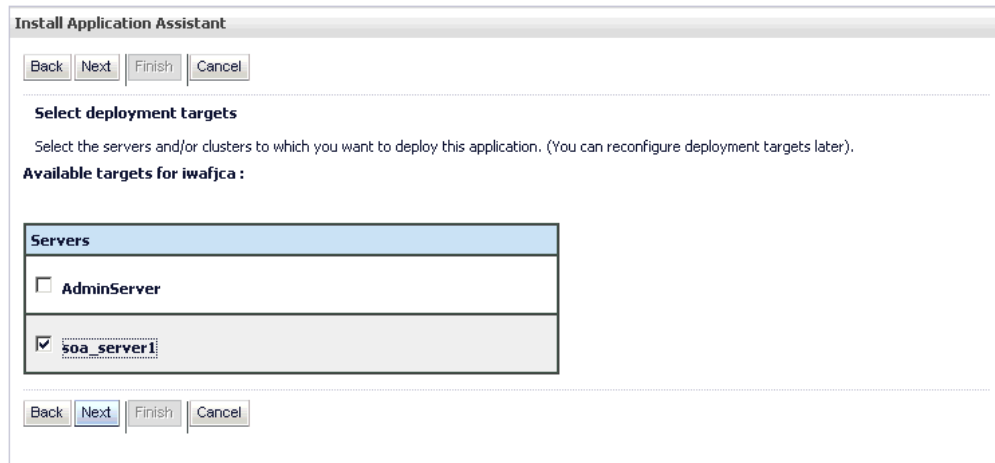 Install Application Assistant
Back Next Finish Cancel
Select deployment targets
Select the servers and/or clusters to which you want to deploy this application. (You can reconfigure deployment targets later).
Available targets for iwafjca :
Servers
AdminServer
soa_server1
Back Next Finish Cancel